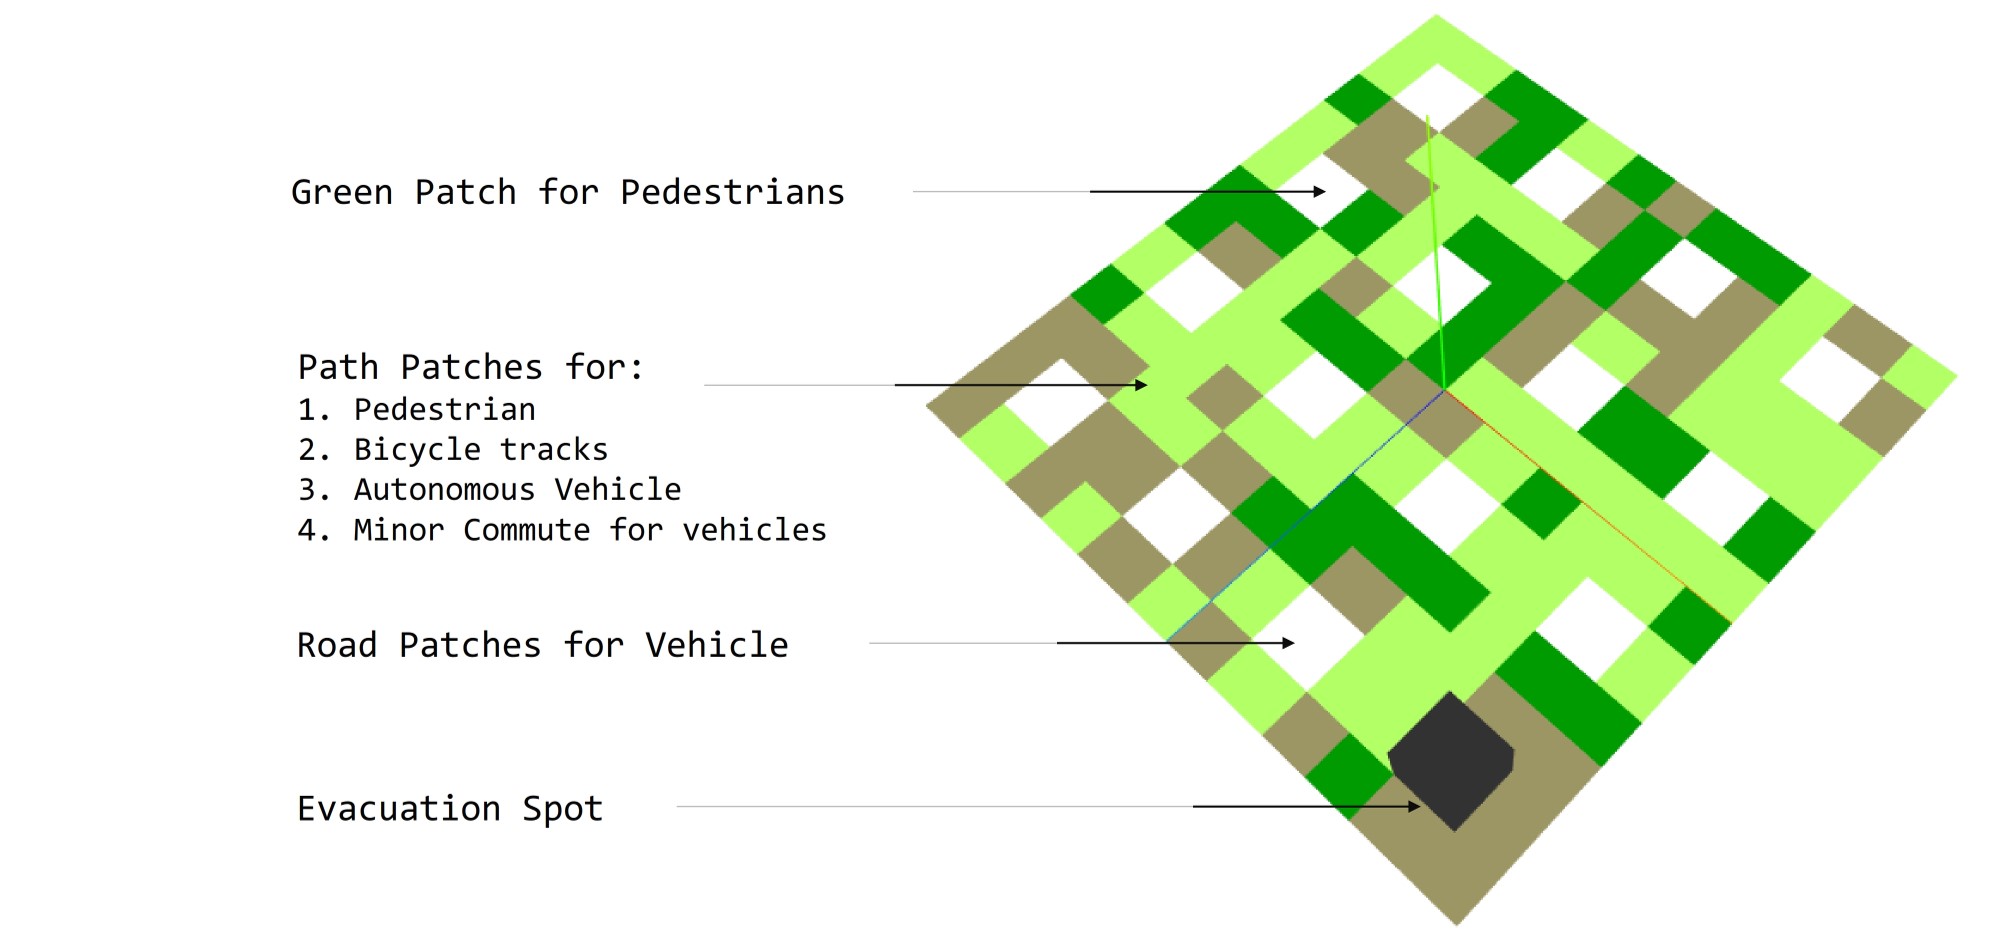 Green Patch for Pedestrians
Path Patches for:
1. Pedestrian
2. Bicycle tracks
3. Autonomous Vehicle
4. Minor Commute for vehicles
Road Patches for Vehicle
Evacuation Spot